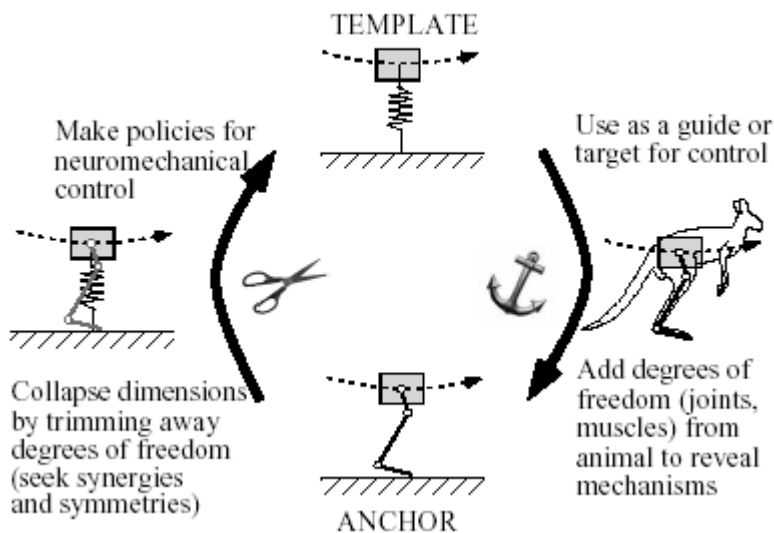 TEMPLATE
Make policies for
neuromechanical
control
Use as a guide or
target for control
Collapse dimensions
by trimming away
degrees of freedom
(seek synergies
and symmetries)
Add degrees of
freedom (joints,
muscles) from
animal to reveal
mechanisms
ANCHOR